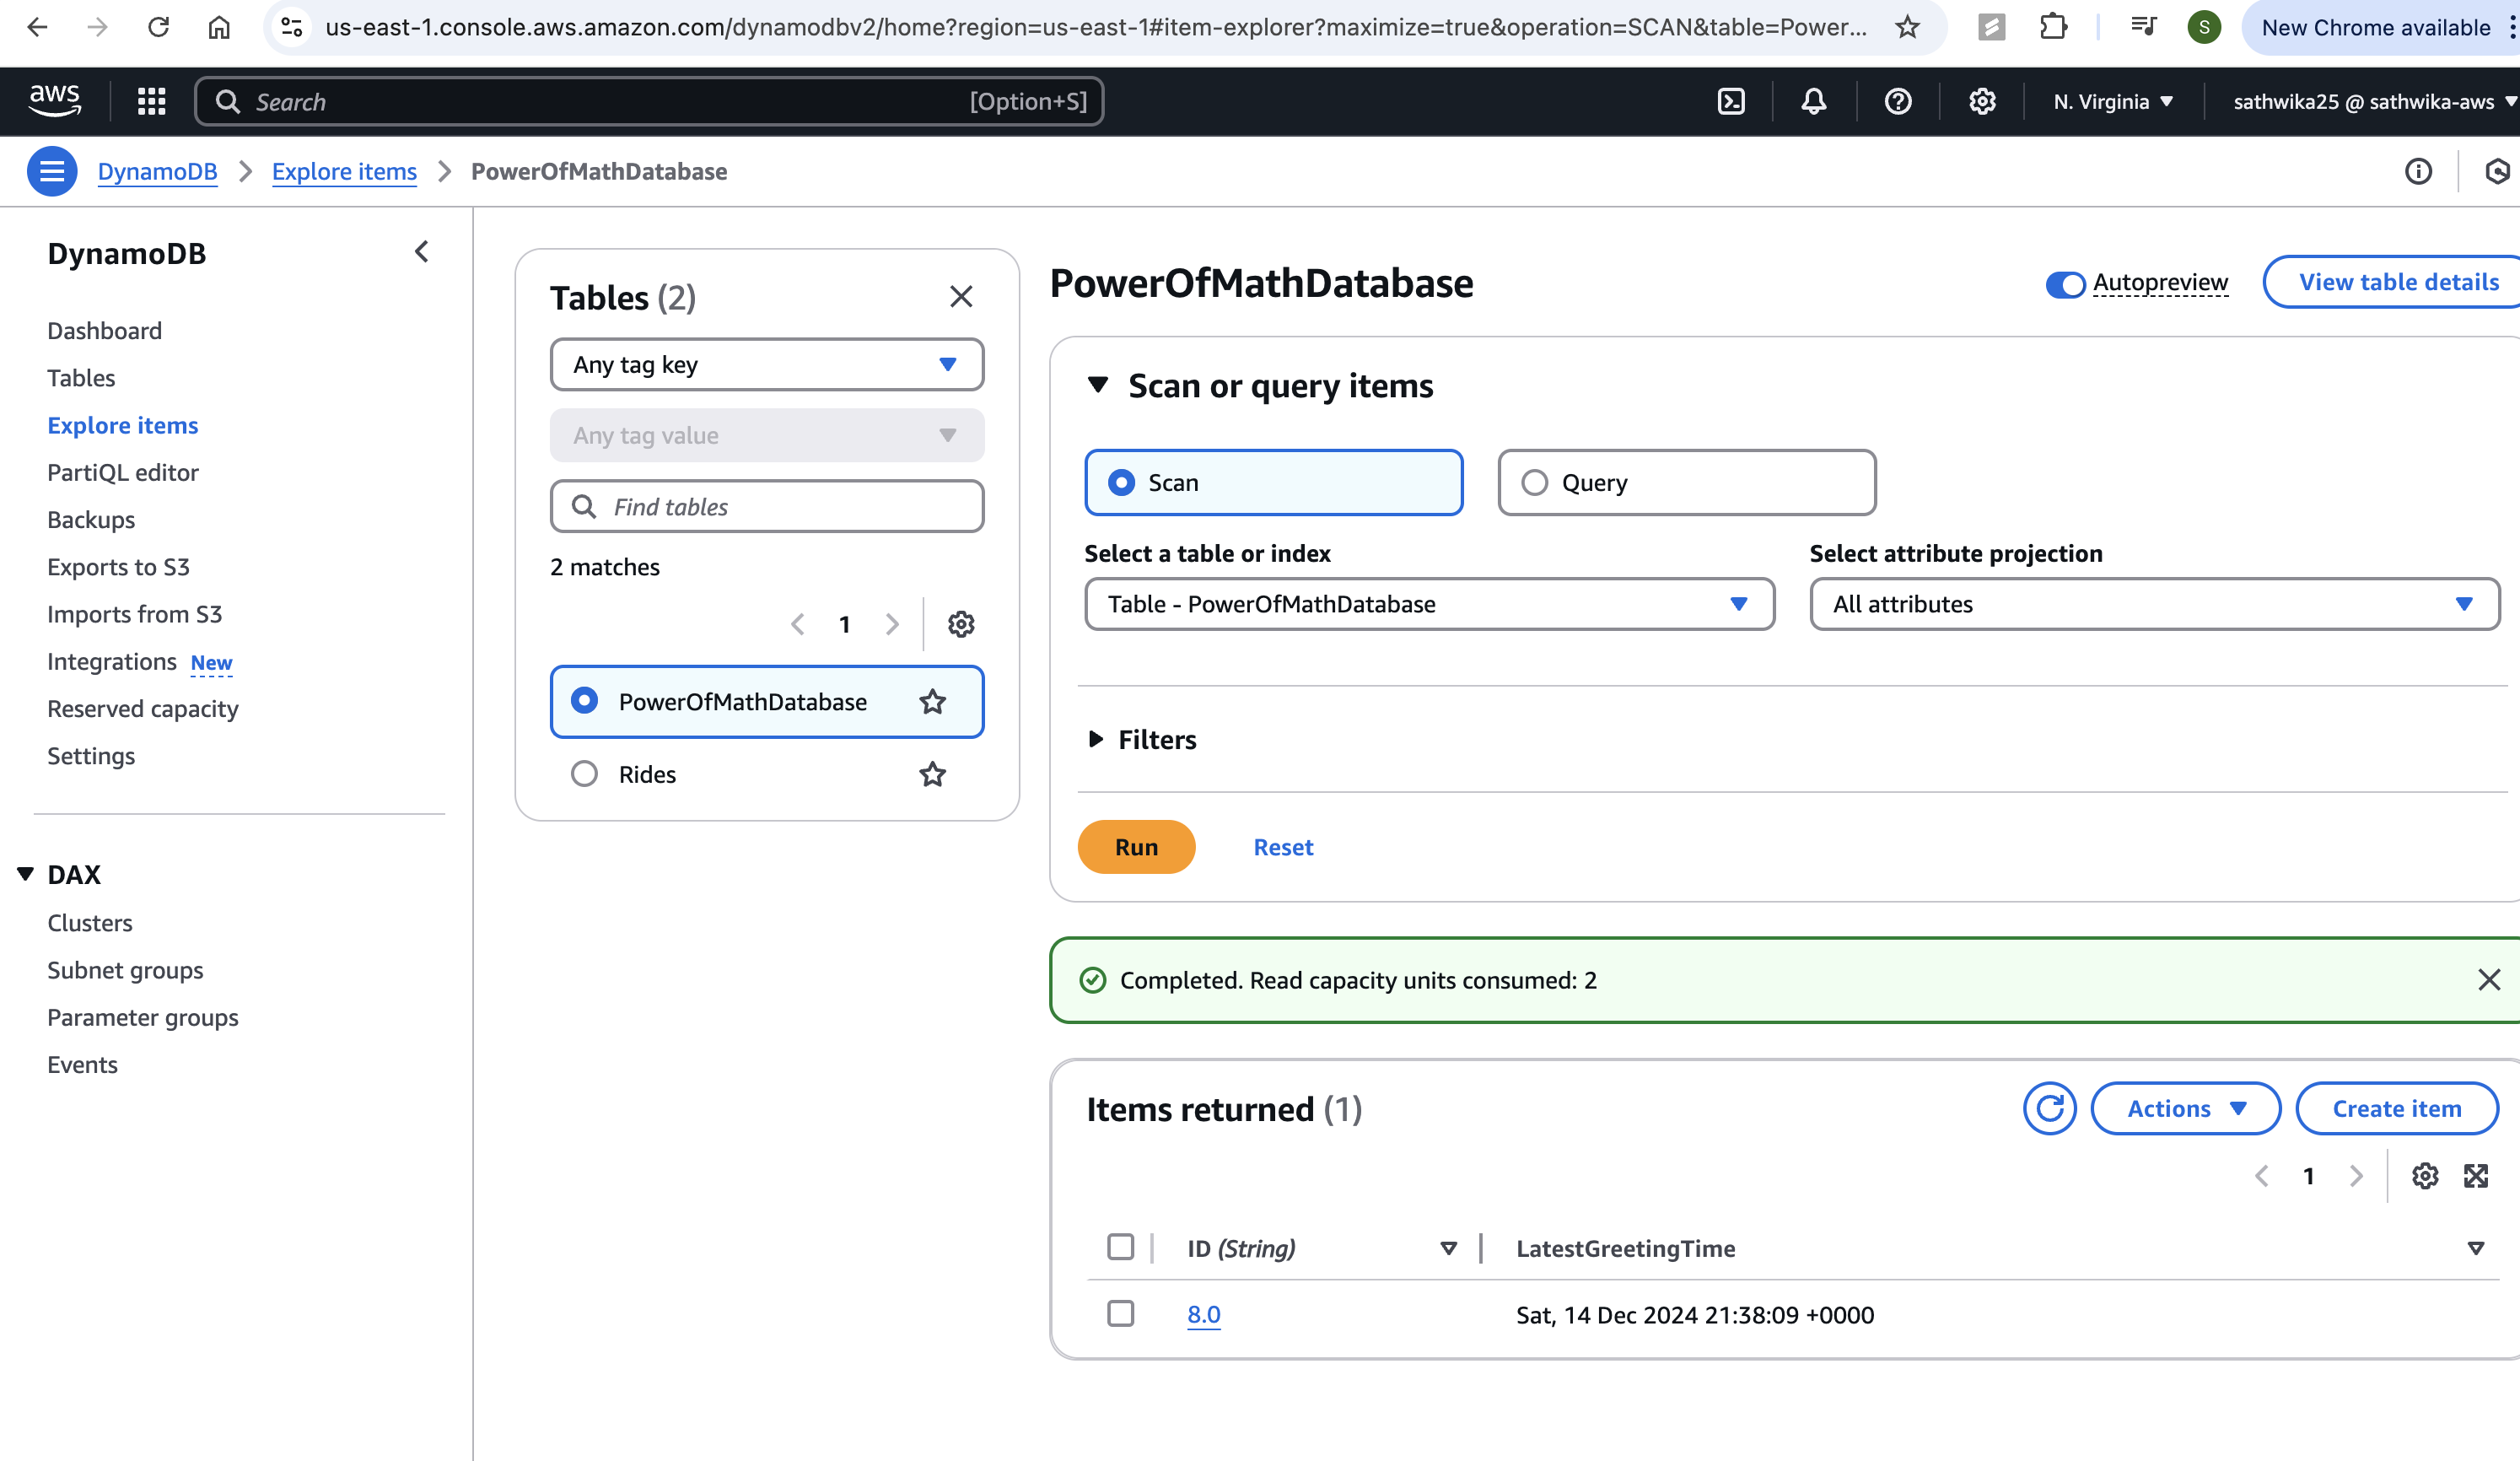 us-east-1.console.aws.amazon.com/dynamodbv2/home?region=us-east-1#item-explorer?maximize=true&operation=SCAN&table=Power...
S
New Chrome available
aws
Search
[Option+S]
N. Virginia
sathwika25 @ sathwika-aws
DynamoDB
Explore items
PowerOfMathDatabase
DynamoDB
Dashboard
Tables
Explore items
PartiQL editor
Backups
Exports to S3
Imports from S3
Integrations New
Reserved capacity
Settings
DAX
Clusters
Subnet groups
Parameter groups
Events
Tables (2)
Any tag key
Any tag value
Find tables
2 matches
1
PowerOfMathDatabase
Rides
PowerOfMathDatabase
Autopreview
View table details
Scan or query items
Scan
Query
Select a table or index
Select attribute projection
Table - PowerOfMathDatabase
All attributes
Filters
Run
Reset
Completed. Read capacity units consumed: 2
Items returned (1)
Actions
Create item
1
ID (String)
LatestGreetingTime
8.0
Sat, 14 Dec 2024 21:38:09 +0000